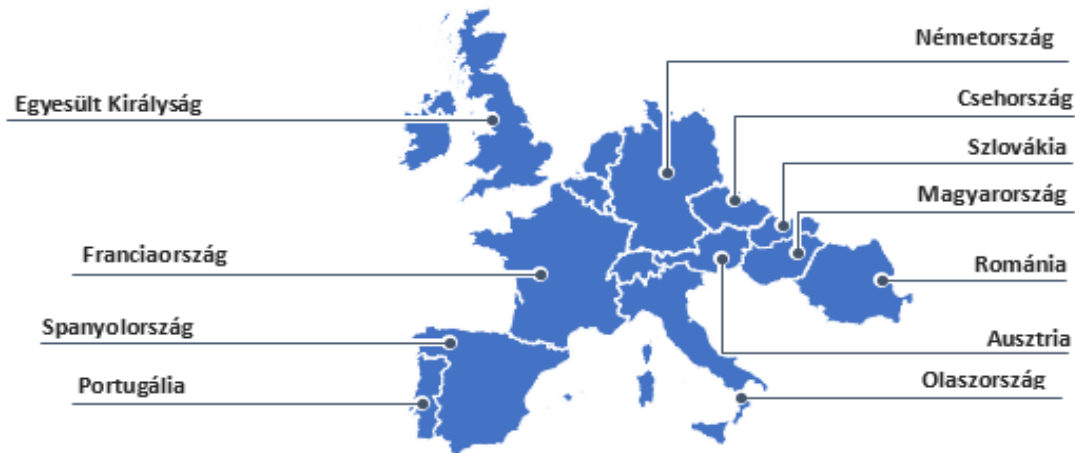 Németország
Egyesült Királyság
Csehország
Szlovákia
Magyarország
Franciaország
Románia
Spanyolország
Ausztria
Portugália
Olaszország